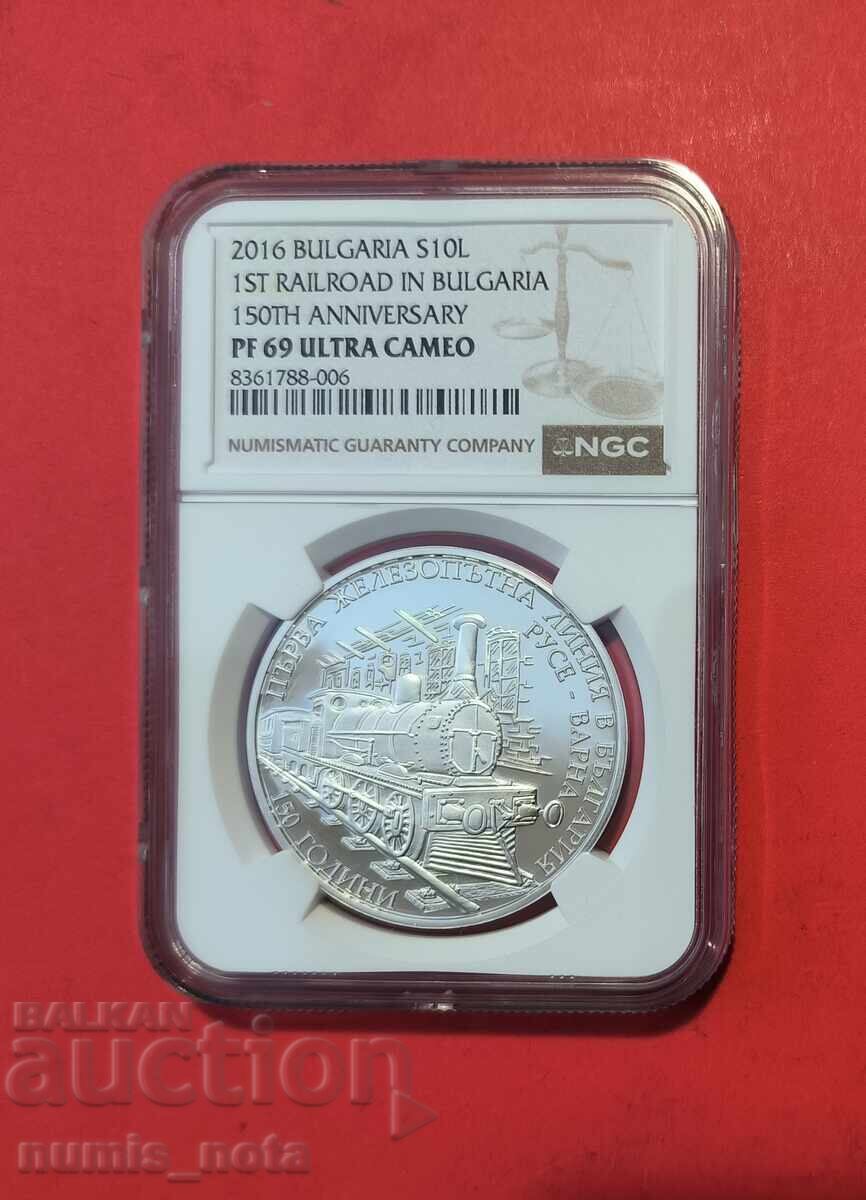 2016 BULGARIA S10L
1ST RAILROAD IN BULGARIA
150TH ANNIVERSARY
PF 69 ULTRA CAMEO
8361788-006
NUMISMATIC GUARANTY COMPANY
NGC
ПЪРВА ЖЕЛЕЗОПЪТНА ЛИНИЯ В БЪЛГАРИЯ
РУСЕ - ВАРНА
150 ГОДИНИ
BALKAN
auction
numis_nota